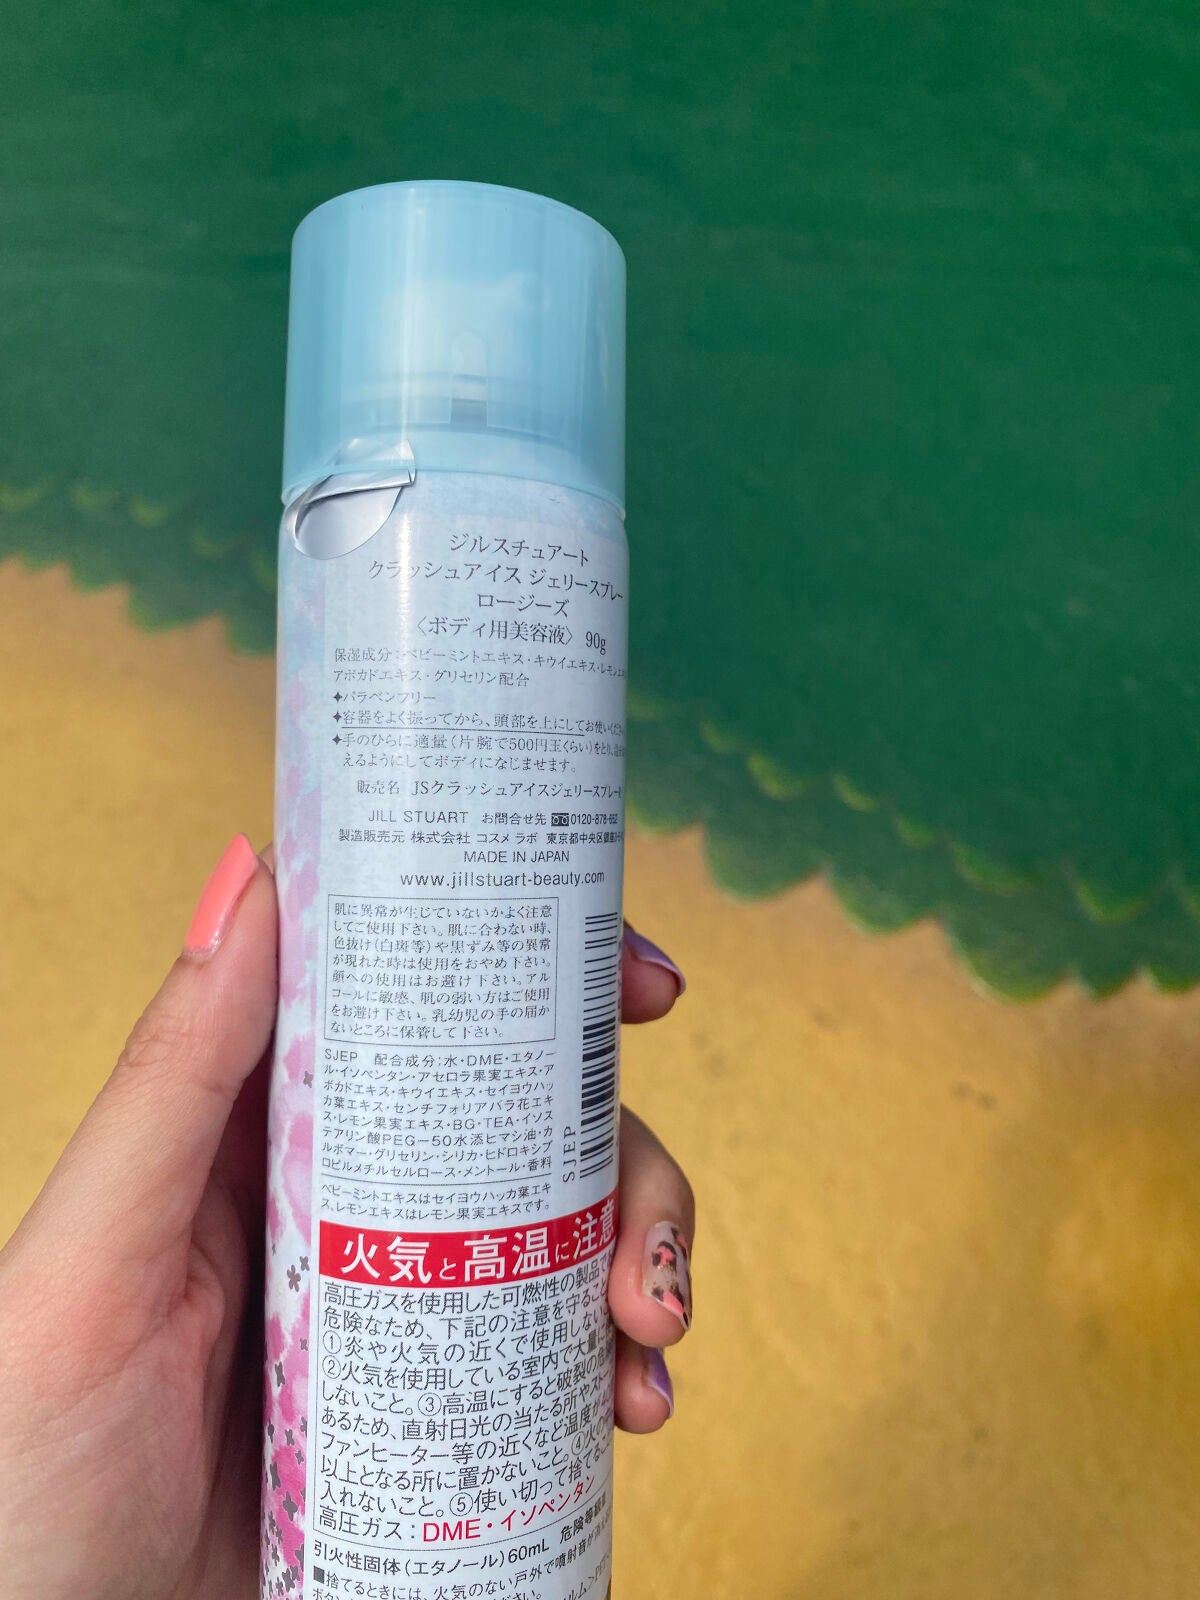 ジルスチュアート
クラッシュアイス ジェリースプレー
ロージーズ
〈ボディ用美容液〉 90g
保湿成分:ベビーミントエキス・キウイエキス・レモンエキ
アボカドエキス・グリセリン配合
✦パラベンフリー
✦容器をよく振ってから、頭部を上にしてお使いください
✦手のひらに適量(片腕で500円玉くらい)をとり、
えるようにしてボディになじませます。
販売名 JSクラッシュアイスジェリースプレーR
JILL STUART お問合せ先 0120-878-652
製造販売元 株式会社 コスメ ラボ 東京都中央区銀座
MADE IN JAPAN
www.jillstuart-beauty.com
肌に異常が生じていないかよく注意
してご使用下さい。肌に合わない時、
色抜け(白斑等)や黒ずみ等の異常
が現れた時は使用をおやめ下さい。
顔への使用はお避け下さい。アル
コールに敏感、肌の弱い方はご使用
をお避け下さい。乳幼児の手の届か
ないところに保管して下さい。
SJEP 配合成分:水・DME・エタノー
ル・イソペンタン・アセロラ果実エキス・ア
ボカドエキス・キウイエキス・セイヨウハッ
カ葉エキス・センチフォリアバラ花エキ
ス・レモン果実エキス・BG・TEA・イソス
テアリン酸PEG-50水添ヒマシ油・カ
ルボマー・グリセリン・シリカ・ヒドロキシプ
ロピルメチルセルロース・メントール・香料
ベビーミントエキスはセイヨウハッカ葉エキ
ス、レモンエキスはレモン果実エキスです。
SJEP
火気と高温に注意
高圧ガスを使用した可燃性の製品で
危険なため、下記の注意を守ること
①炎や火気の近くで使用しないこ
②火気を使用している室内で大量に
しないこと。③高温にすると破裂の危険
あるため、直射日光の当たる所やスト
ファンヒーター等の近くなど温度が
以上となる所に置かないこと。④火の
入れないこと。⑤使い切って捨てること
高圧ガス:DME・イソペンタン
引火性固体(エタノール)60mL 危険等級
■捨てるときには、火気のない戸外で噴射音が消え
ボタン